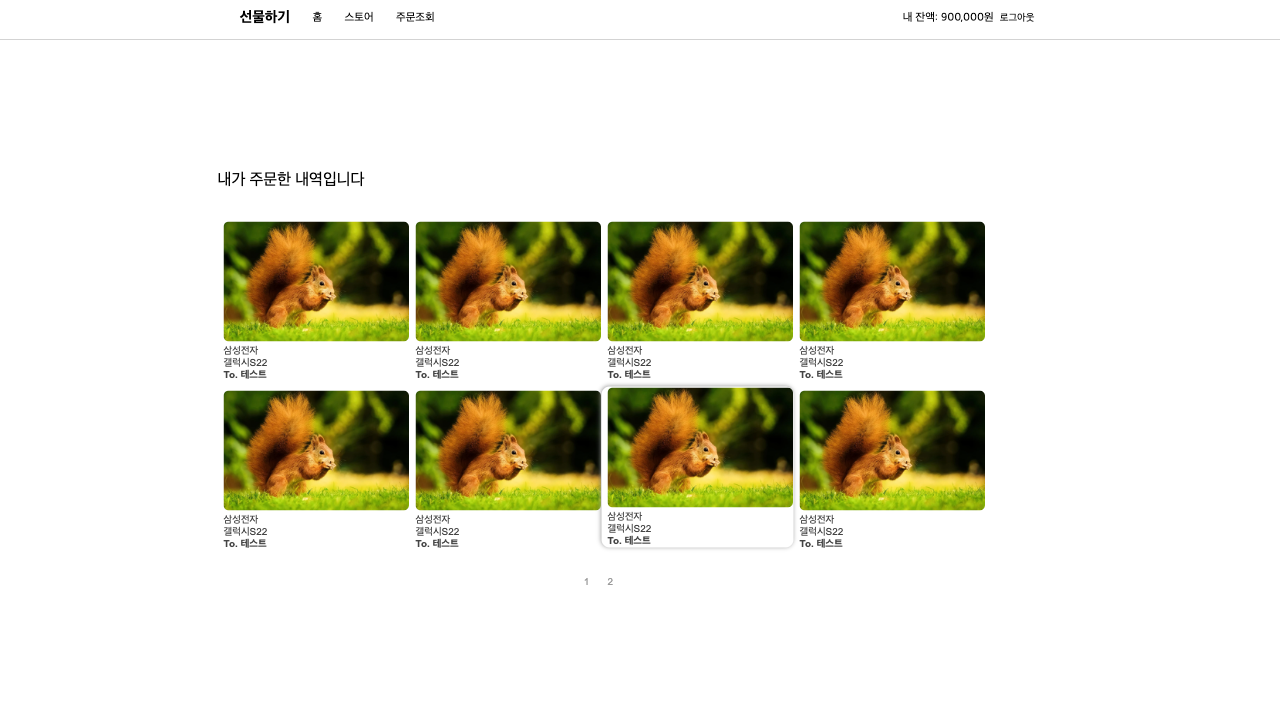 선물하기 홈 스토어 주문조회 내 잔액: 900,000원 로그아웃
내가 주문한 내역입니다
삼성전자 삼성전자 삼성전자 삼성전자
갤럭시S22 갤럭시S22 갤럭시S22 갤럭시S22
To. 테스트 To. 테스트 To. 테스트 To. 테스트
삼성전자 삼성전자 삼성전자 삼성전자
갤럭시S22 갤럭시S22 갤럭시S22 갤럭시S22
To. 테스트 To. 테스트 To. 테스트 To. 테스트
1 2